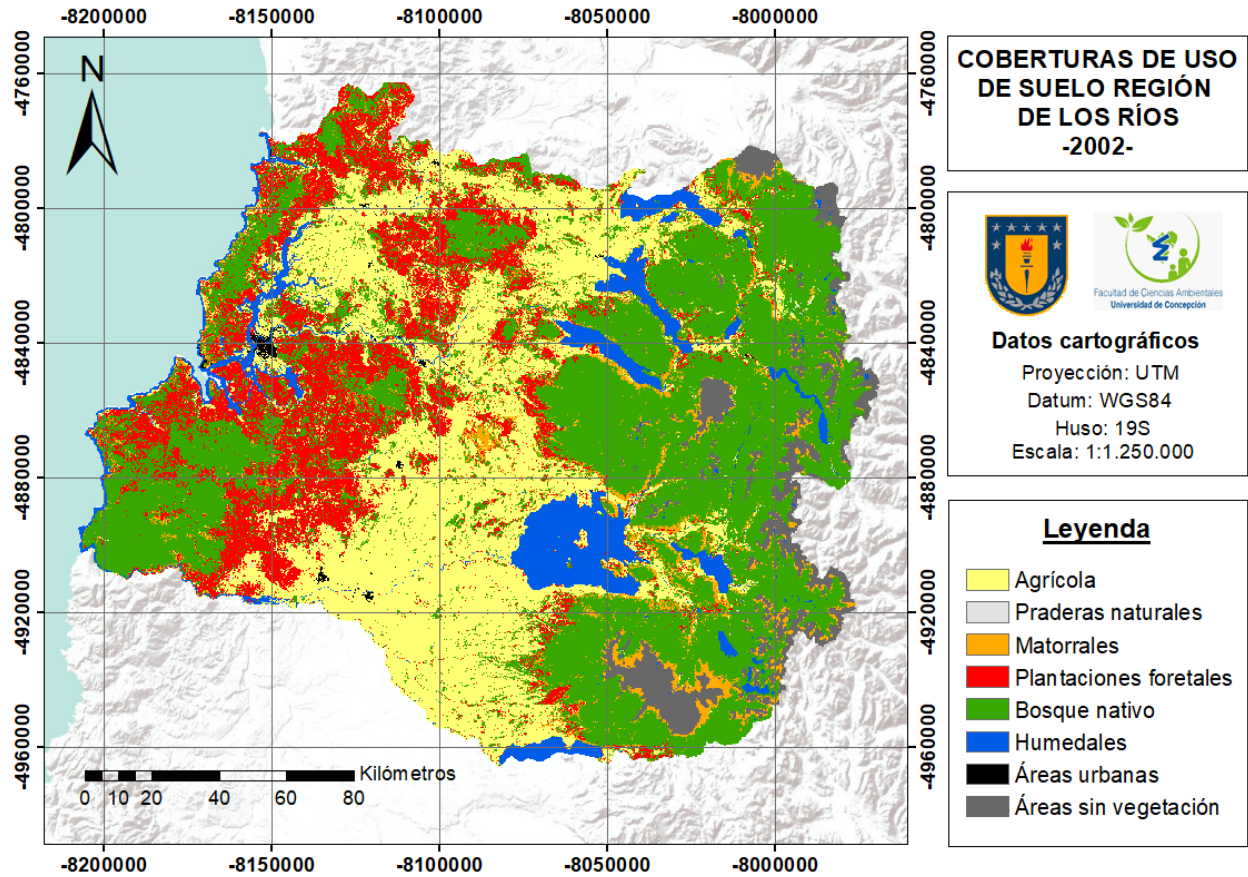 -8200000 -8150000 -8100000 -8050000 -8000000
-4760000
-4800000
-4840000
-4880000
-4920000
-4960000
N
Kilómetros
0 10 20 40 60 80
-4760000
-4800000
-4840000
-4880000
-4920000
-4960000
-8200000 -8150000 -8100000 -8050000 -8000000
COBERTURAS DE USO
DE SUELO REGIÓN
DE LOS RÍOS
-2002-
Facultad de Ciencias Ambientales
Universidad de Concepción
Datos cartográficos
Proyección: UTM
Datum: WGS84
Huso: 19S
Escala: 1:1.250.000
Leyenda
Agrícola
Praderas naturales
Matorrales
Plantaciones foretales
Bosque nativo
Humedales
Áreas urbanas
Áreas sin vegetación